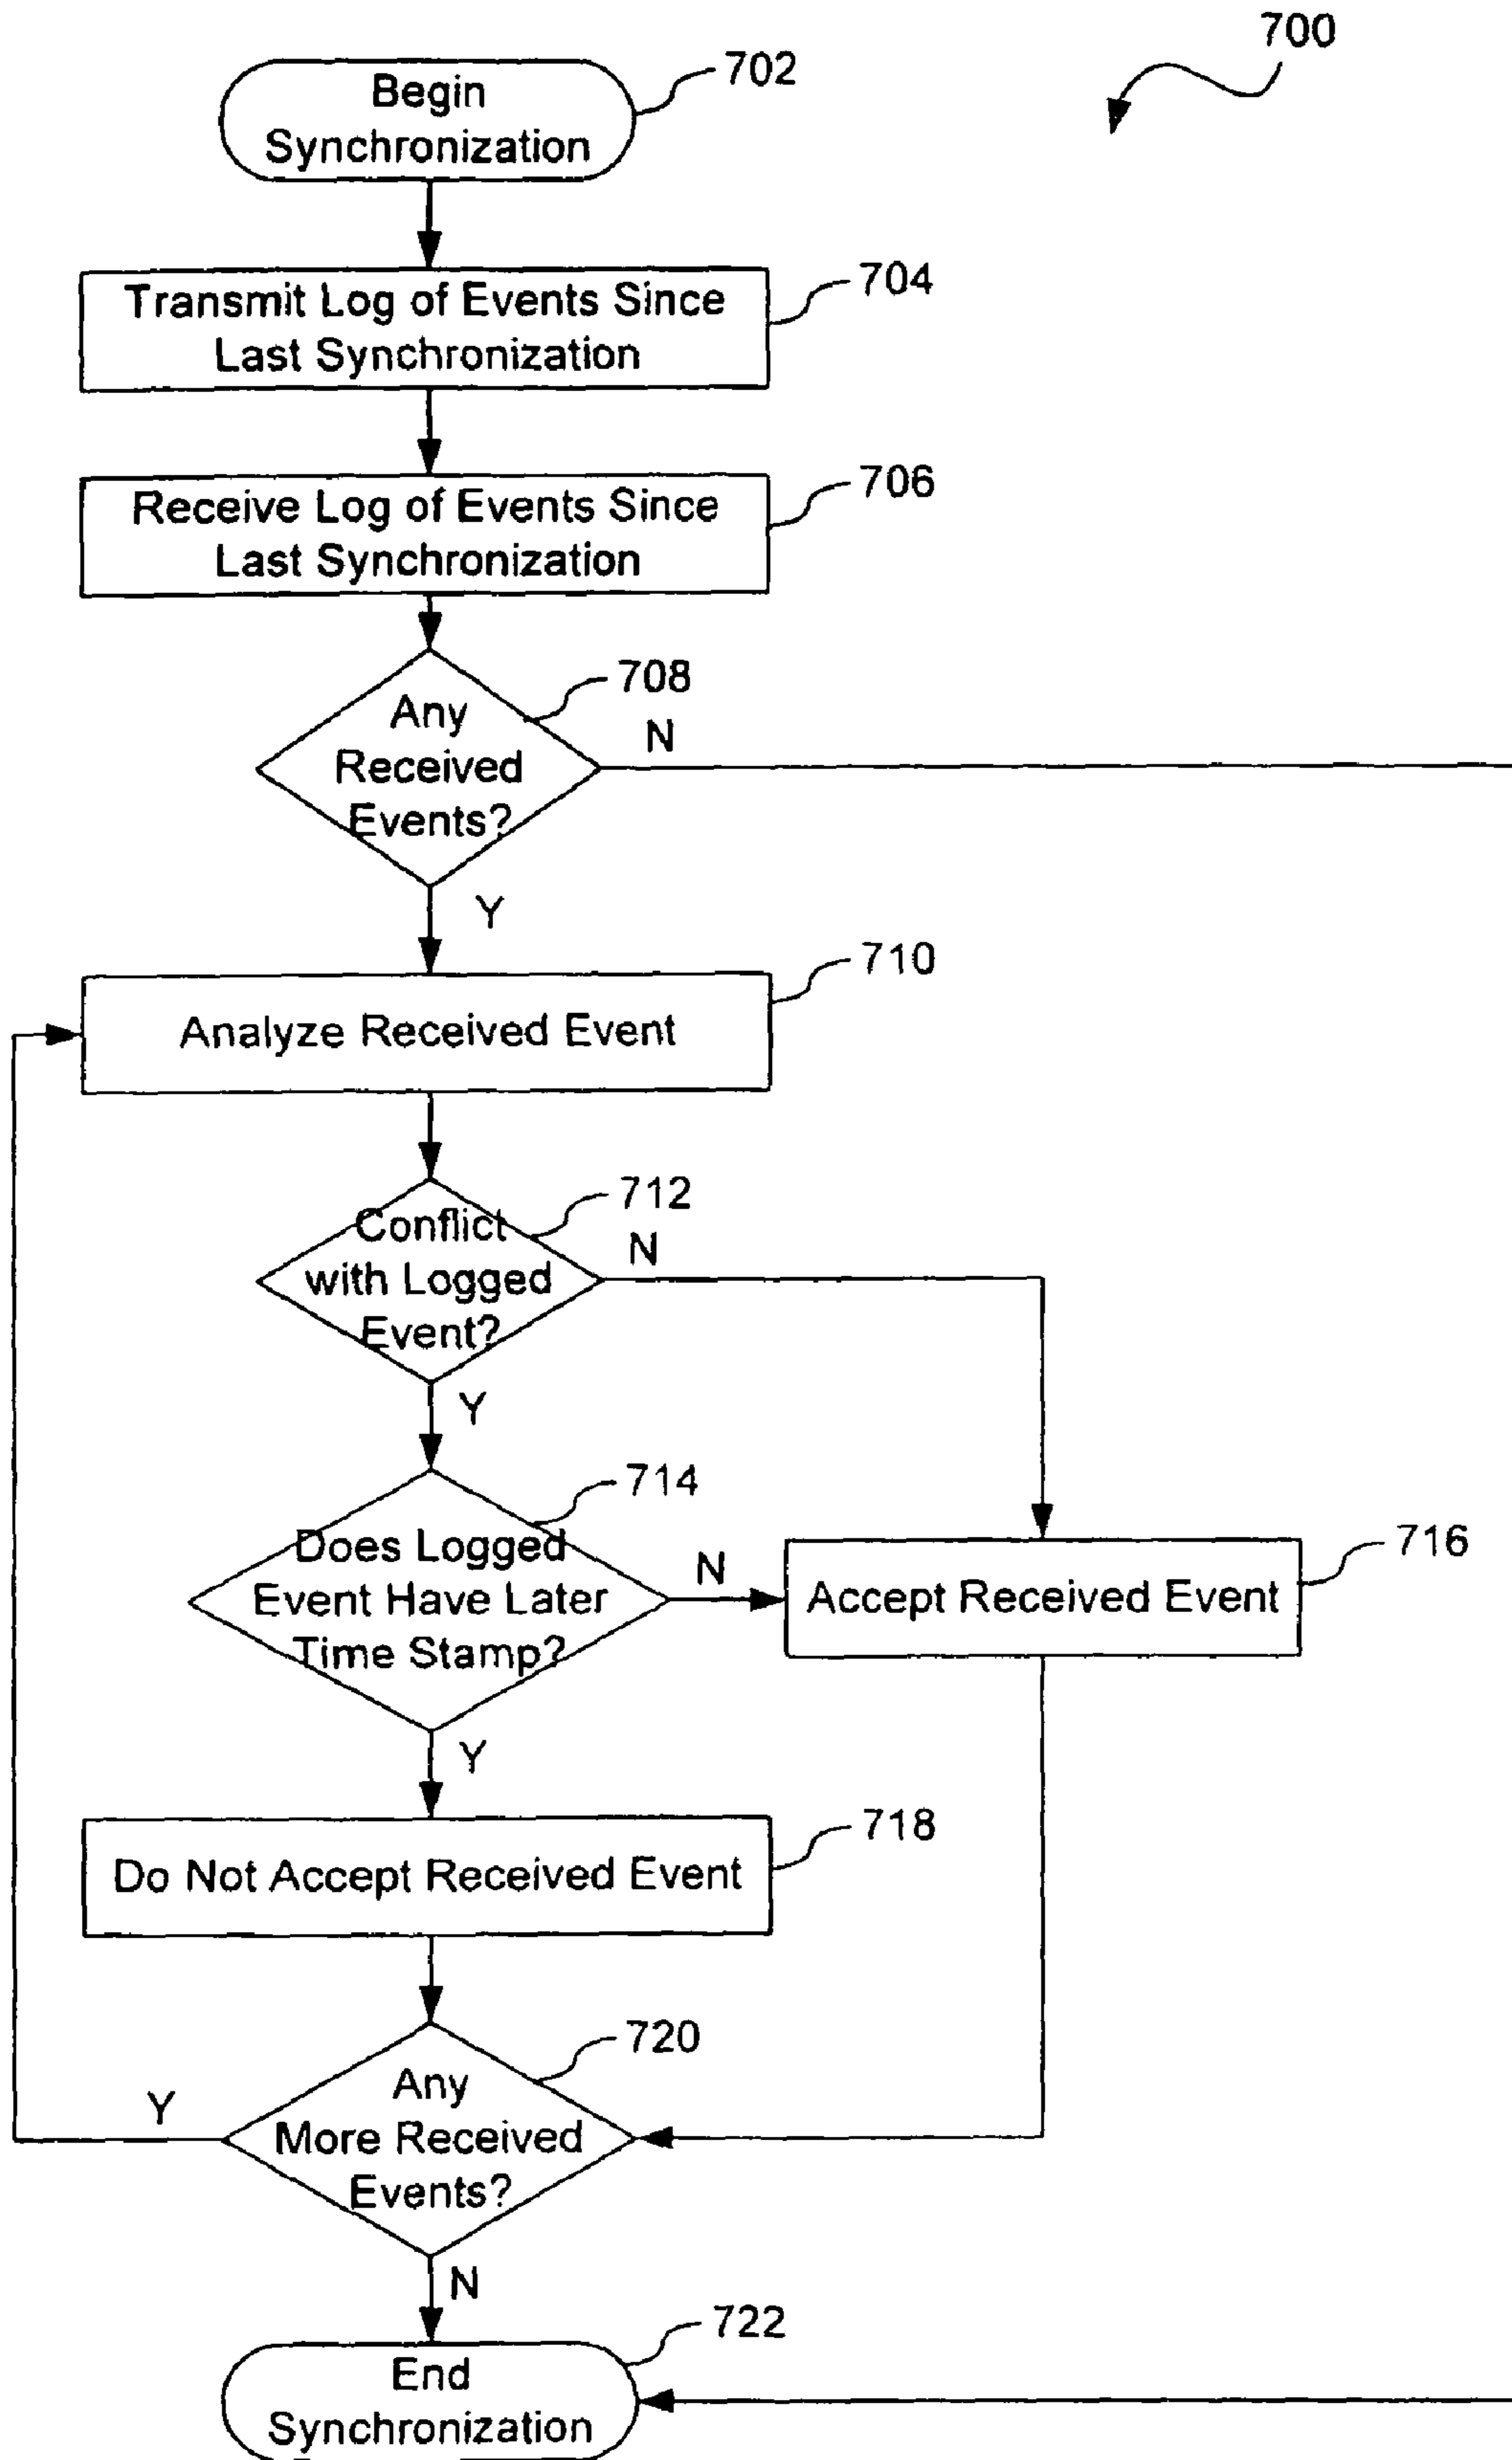 700
Begin
Synchronization
702
Transmit Log of Events Since
Last Synchronization
704
Receive Log of Events Since
Last Synchronization
706
Any
Received
Events?
708
N
Y
Analyze Received Event
710
Conflict
with Logged
Event?
712
N
Y
Does Logged
Event Have Later
Time Stamp?
714
N
Accept Received Event
716
Y
Do Not Accept Received Event
718
Any
More Received
Events?
720
Y
N
End
Synchronization
722